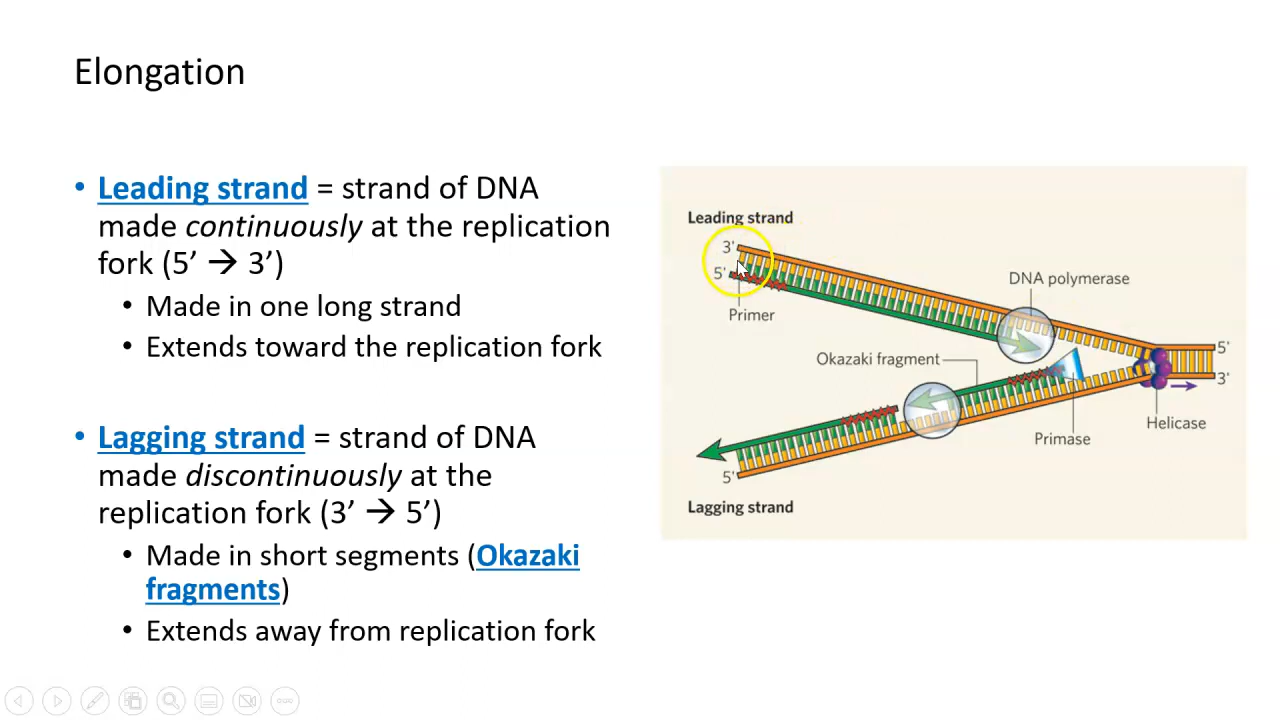 Elongation
• Leading strand = strand of DNA
made continuously at the replication
fork (5’ → 3’)
• Made in one long strand
• Extends toward the replication fork
• Lagging strand = strand of DNA
made discontinuously at the
replication fork (3’ → 5’)
• Made in short segments (Okazaki
fragments)
• Extends away from replication fork
Leading strand
3'
5'
Primer
DNA polymerase
Okazaki fragment
5'
3'
Helicase
Primase
5'
Lagging strand